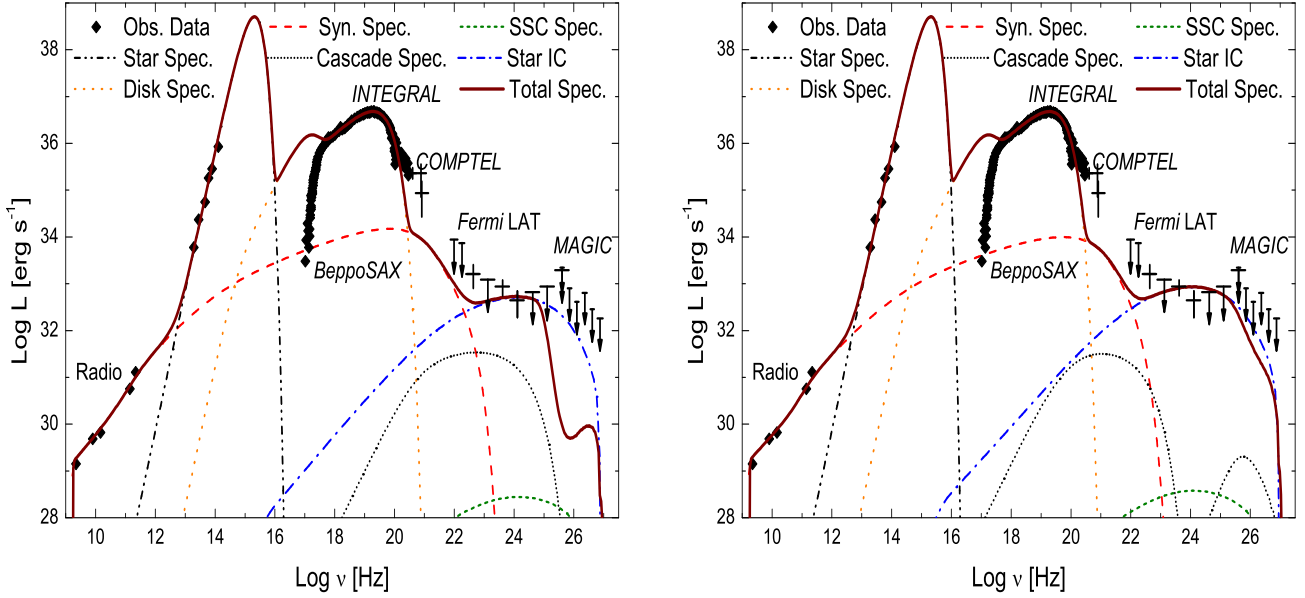 Obs. Data Syn. Spec. SSC Spec.
Star Spec. Cascade Spec. Star IC
Disk Spec. INTEGRAL Total Spec.
38
36
34
32
30
28
COMPTEL
Fermi LAT
MAGIC
BeppoSAX
Radio
Log L [erg s⁻¹]
10 12 14 16 18 20 22 24 26
Log ν [Hz]
Obs. Data Syn. Spec. SSC Spec.
Star Spec. Cascade Spec. Star IC
Disk Spec. INTEGRAL Total Spec.
38
36
34
32
30
28
COMPTEL
Fermi LAT
MAGIC
BeppoSAX
Radio
Log L [erg s⁻¹]
10 12 14 16 18 20 22 24 26
Log ν [Hz]